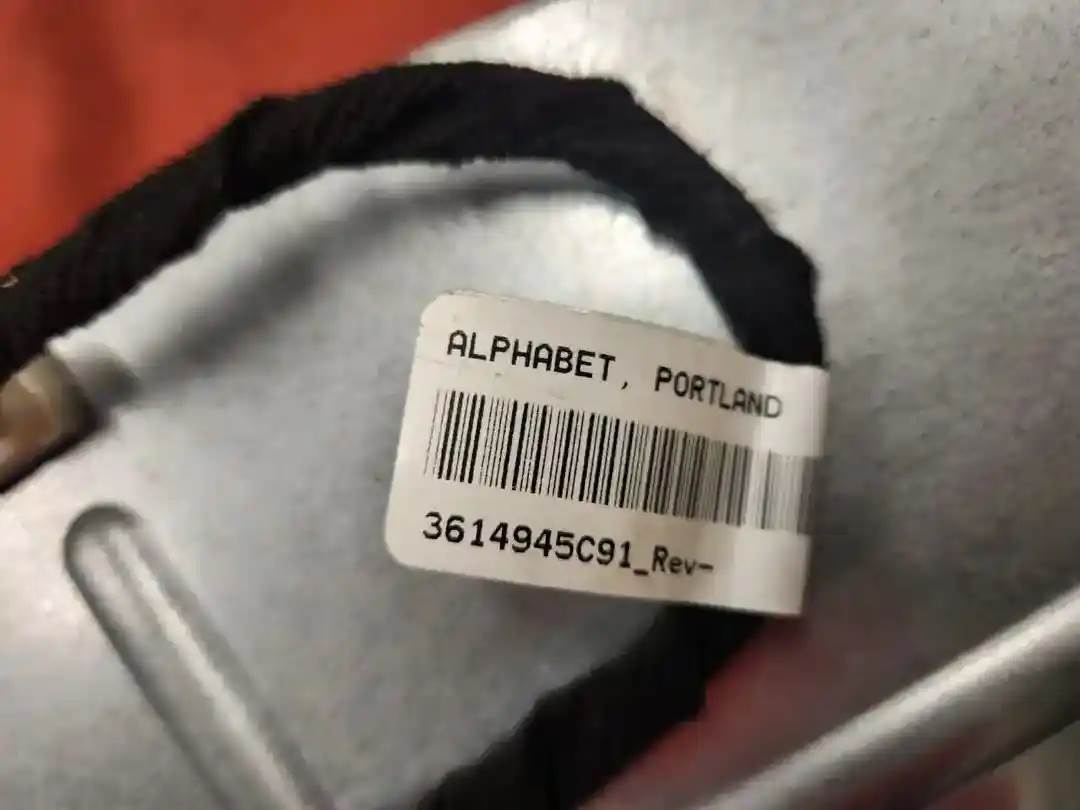 ALPHABET, PORTLAND
3614945C91_Rev-